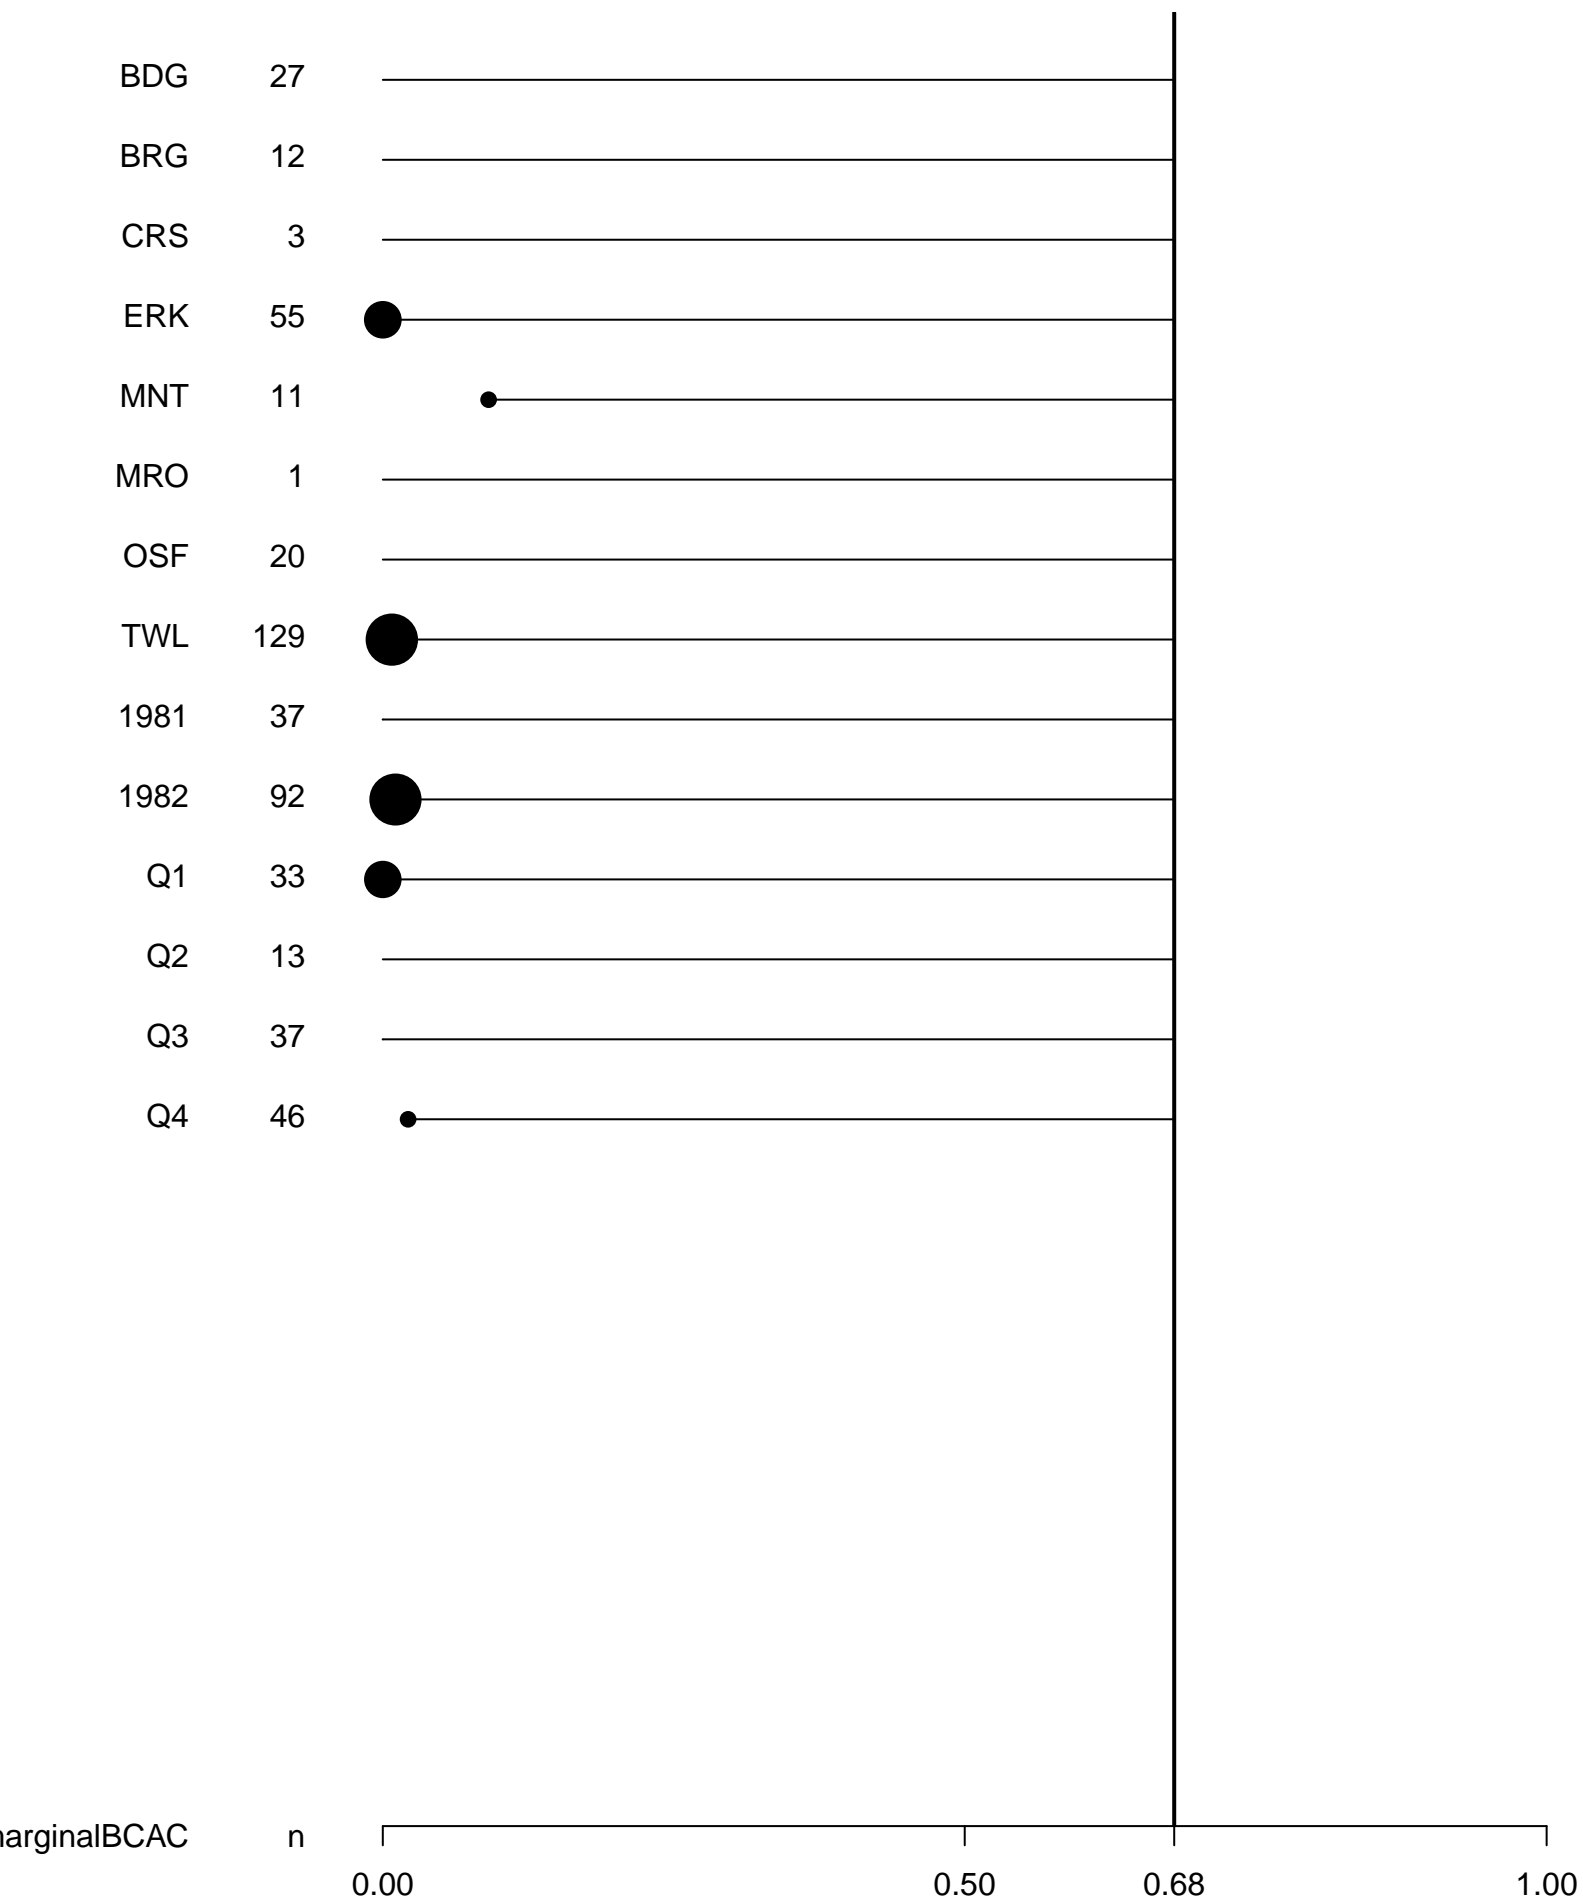 BDG 27
BRG 12
CRS 3
ERK 55
MNT 11
MRO 1
OSF 20
TWL 129
1981 37
1982 92
Q1 33
Q2 13
Q3 37
Q4 46
arginalBCAC n
0.00 0.50 0.68 1.00